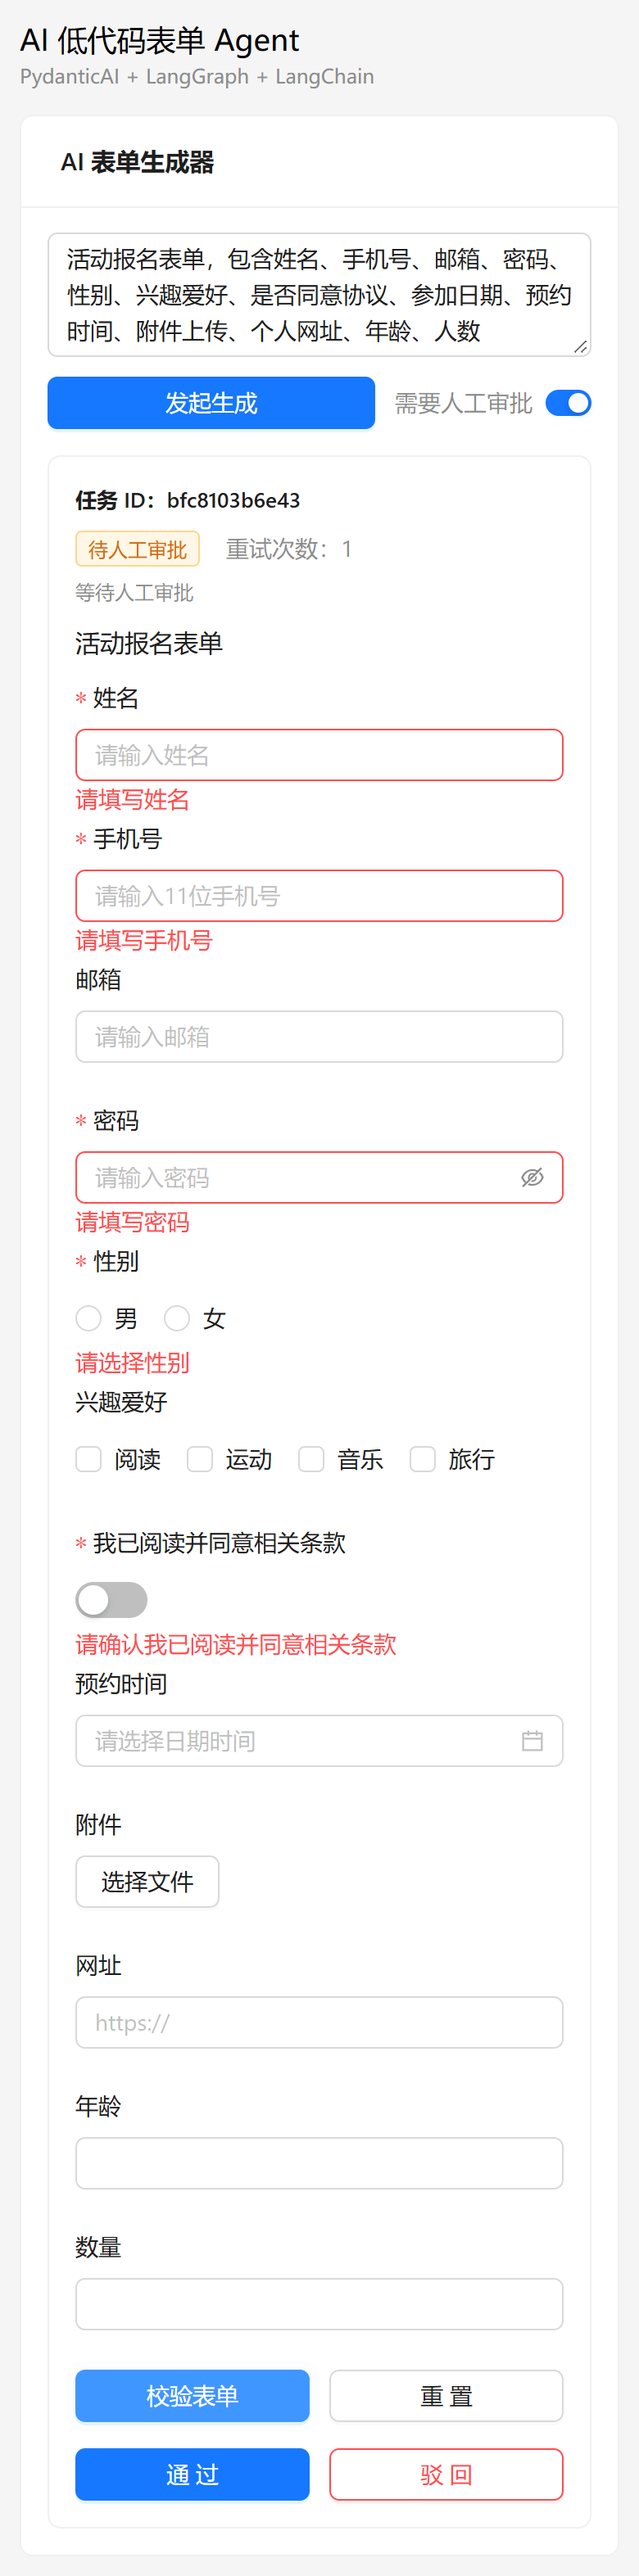 AI 低代码表单 Agent
PydanticAI + LangGraph + LangChain
AI 表单生成器
活动报名表单，包含姓名、手机号、邮箱、密码、
性别、兴趣爱好、是否同意协议、参加日期、预约
时间、附件上传、个人网址、年龄、人数
发起生成 需要人工审批
任务 ID：bfc8103b6e43
待人工审批 重试次数：1
等待人工审批
活动报名表单
* 姓名
请输入姓名
请填写姓名
* 手机号
请输入11位手机号
请填写手机号
邮箱
请输入邮箱
* 密码
请输入密码
请填写密码
* 性别
男 女
请选择性别
兴趣爱好
阅读 运动 音乐 旅行
* 我已阅读并同意相关条款
请确认我已阅读并同意相关条款
预约时间
请选择日期时间
附件
选择文件
网址
https://
年龄
数量
校验表单 重 置
通 过 驳 回